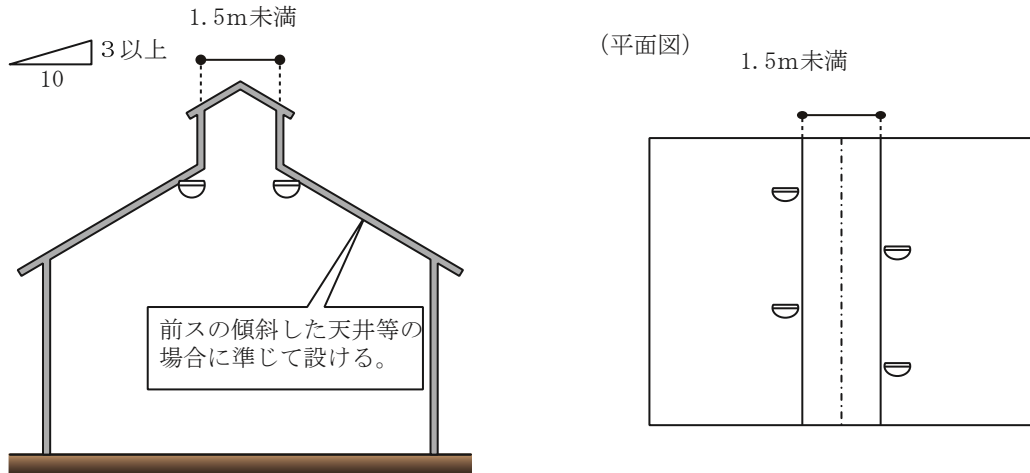 1.5m未満
３以上
10
前スの傾斜した天井等の
場合に準じて設ける。
（平面図）
1.5m未満